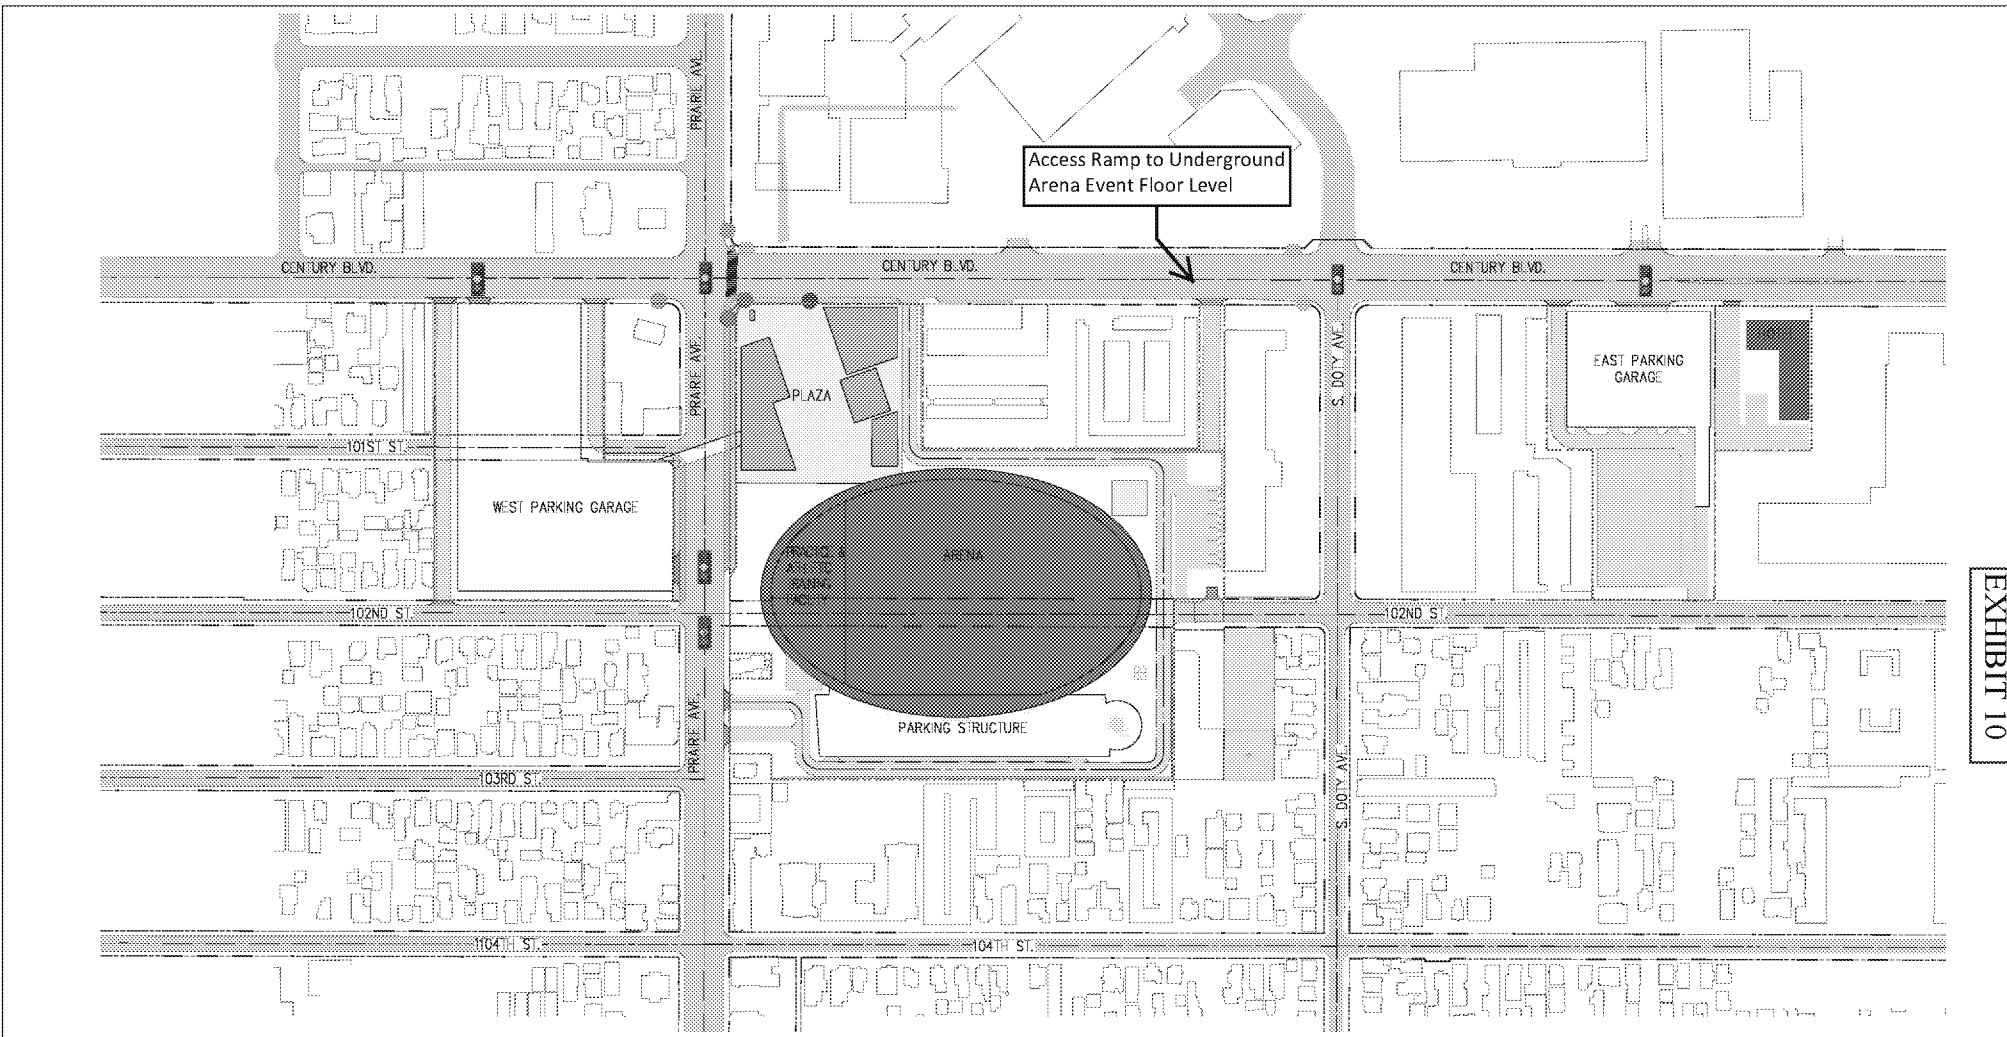 PRAIRIE AVE.
Access Ramp to Underground
Arena Event Floor Level
CENTURY BLVD.
CENTURY BLVD.
CENTURY BLVD.
PRAIRIE AVE.
PLAZA
S. DOTY AVE.
EAST PARKING
GARAGE
101ST ST.
WEST PARKING GARAGE
ARENA
102ND ST.
102ND ST.
EXHIBIT 10
PRAIRIE AVE.
PARKING STRUCTURE
103RD ST.
S. DOTY AVE.
104TH ST.
104TH ST.